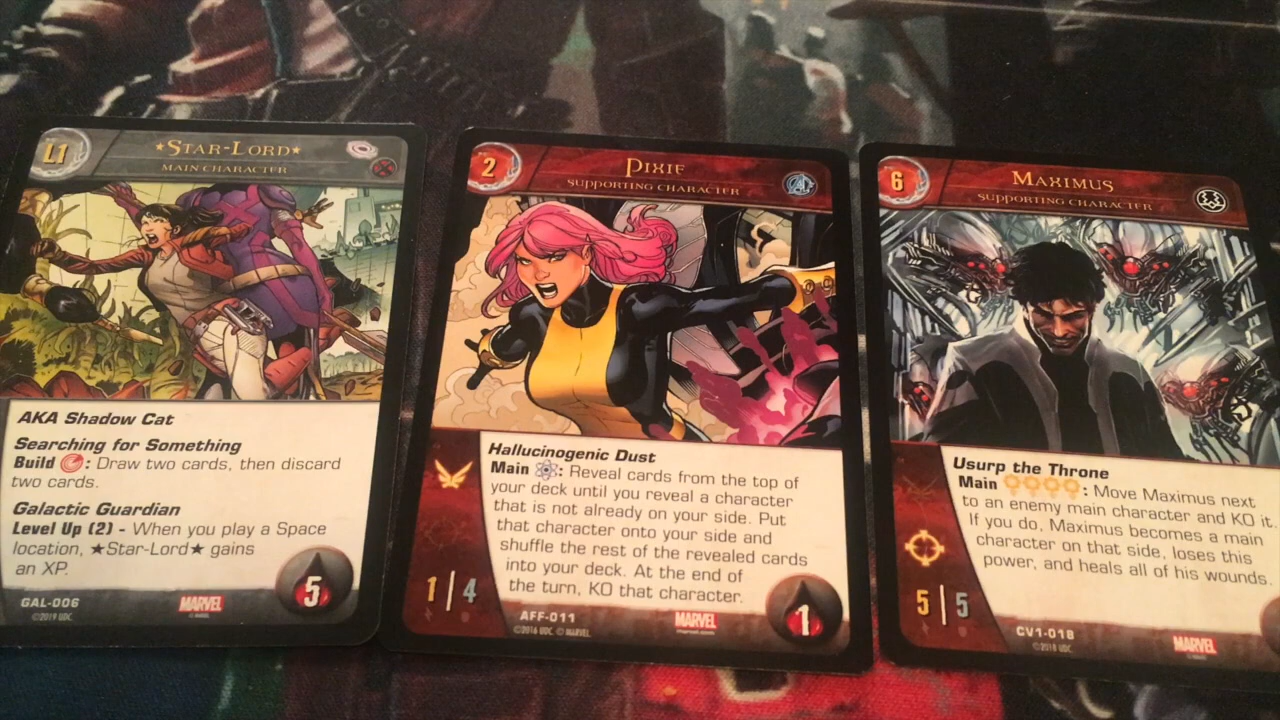 L1
★STAR-LORD★
MAIN CHARACTER
AKA Shadow Cat
Searching for Something
Build : Draw two cards, then discard
two cards.
Galactic Guardian
Level Up (2) - When you play a Space
location, ★Star-Lord★ gains
an XP.
5
GAL-006
©2019 UDC
MARVEL
2
PIXIE
SUPPORTING CHARACTER
Hallucinogenic Dust
Main : Reveal cards from the top of
your deck until you reveal a character
that is not already on your side. Put
that character onto your side and
shuffle the rest of the revealed cards
into your deck. At the end of
the turn, KO that character.
1 | 4
1
AFF-011
©2016 UDC © MARVEL
MARVEL
marvel.com
6
MAXIMUS
SUPPORTING CHARACTER
Usurp the Throne
Main : Move Maximus next
to an enemy main character and KO it.
If you do, Maximus becomes a main
character on that side, loses this
power, and heals all of his wounds.
5 | 5
CV1-018
©2018 UDC
MARVEL